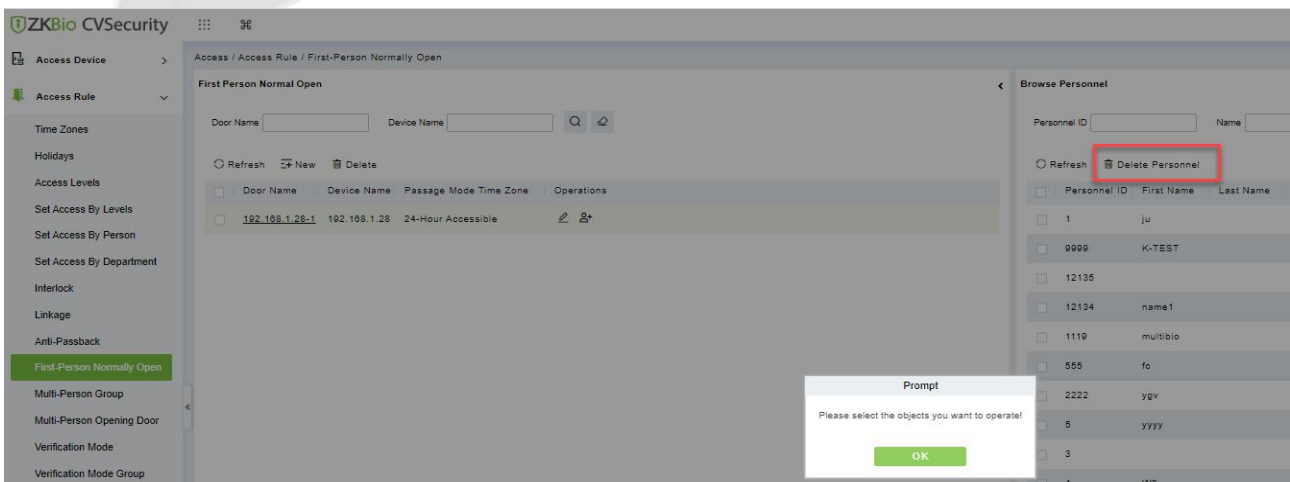 ZKBio CVSecurity
Access Device
Access Rule
Time Zones
Holidays
Access Levels
Set Access By Levels
Set Access By Person
Set Access By Department
Interlock
Linkage
Anti-Passback
First-Person Normally Open
Multi-Person Group
Multi-Person Opening Door
Verification Mode
Verification Mode Group
Access / Access Rule / First-Person Normally Open
First Person Normal Open
Door Name Device Name
Refresh New Delete
Door Name Device Name Passage Mode Time Zone Operations
192.168.1.28-1 192.168.1.28 24-Hour Accessible
Browse Personnel
Personnel ID Name
Refresh Delete Personnel
Personnel ID First Name Last Name
1 ju
9999 K-TEST
12135
12134 name1
1119 multibio
555 fc
2222 ygv
5 yyyy
3
Prompt
Please select the objects you want to operate!
OK